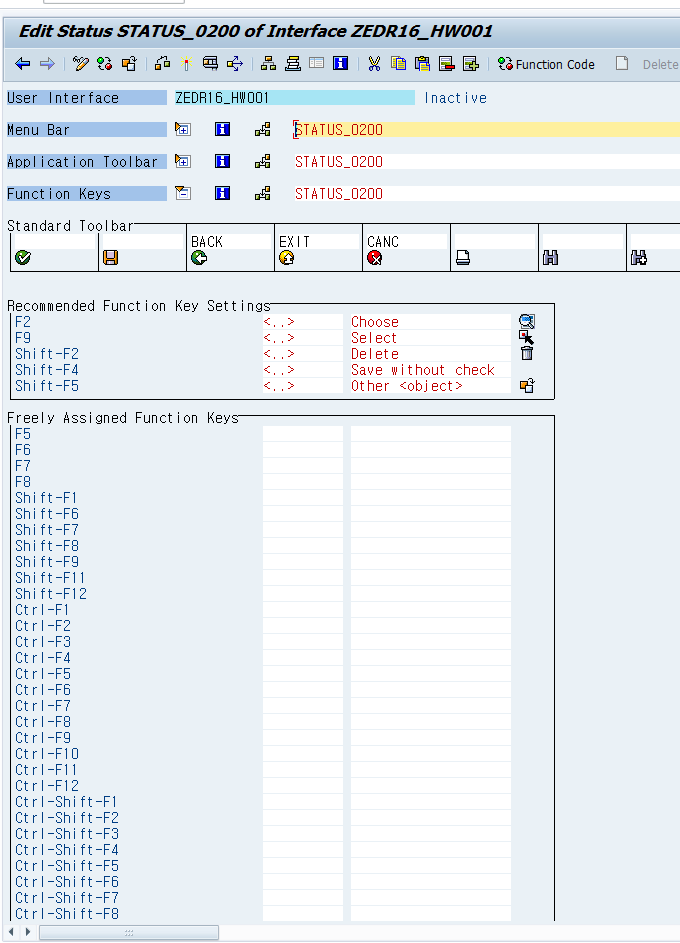 Edit Status STATUS_0200 of Interface ZEDR16_HW001
Function Code Delete
User Interface ZEDR16_HW001 Inactive
Menu Bar STATUS_0200
Application Toolbar STATUS_0200
Function Keys STATUS_0200
Standard Toolbar
BACK EXIT CANC
Recommended Function Key Settings
F2 <..> Choose
F9 <..> Select
Shift-F2 <..> Delete
Shift-F4 <..> Save without check
Shift-F5 <..> Other <object>
Freely Assigned Function Keys
F5
F6
F7
F8
Shift-F1
Shift-F6
Shift-F7
Shift-F8
Shift-F9
Shift-F11
Shift-F12
Ctrl-F1
Ctrl-F2
Ctrl-F3
Ctrl-F4
Ctrl-F5
Ctrl-F6
Ctrl-F7
Ctrl-F8
Ctrl-F9
Ctrl-F10
Ctrl-F11
Ctrl-F12
Ctrl-Shift-F1
Ctrl-Shift-F2
Ctrl-Shift-F3
Ctrl-Shift-F4
Ctrl-Shift-F5
Ctrl-Shift-F6
Ctrl-Shift-F7
Ctrl-Shift-F8